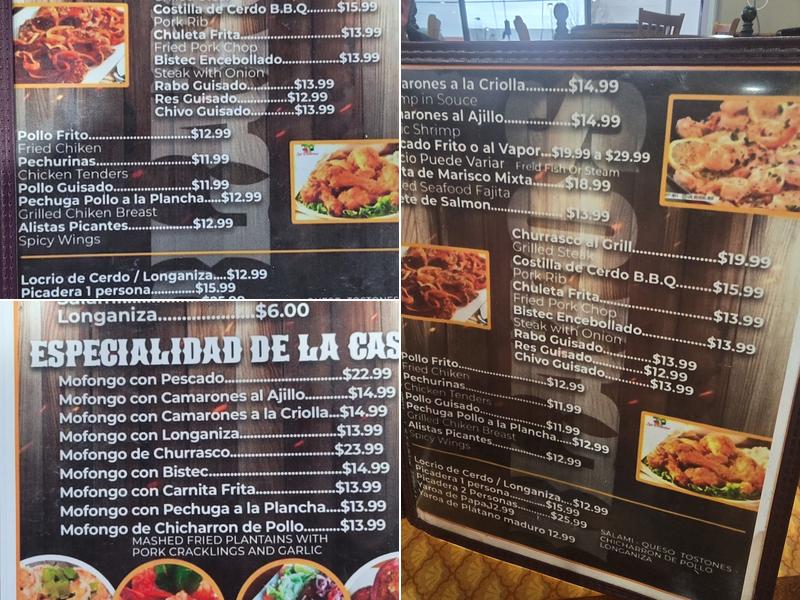 Costilla de Cerdo B.B.Q......$15.99
Pork Rib
Chuleta Frita..................$13.99
Fried Pork Chop
Bistec Encebollado............$13.99
Steak with Onion
Rabo Guisado..........$13.99
Res Guisado............$12.99
Chivo Guisado.........$13.99
Pollo Frito........................$12.99
Fried Chiken
Pechurinas......................$11.99
Chicken Tenders
Pollo Guisado..................$11.99
Pechuga Pollo a la Plancha....$12.99
Grilled Chiken Breast
Alistas Picantes................$12.99
Spicy Wings
Locrio de Cerdo / Longaniza....$12.99
Picadera 1 persona.......$15.99
Longaniza......................$6.00
ESPECIALIDAD DE LA CAS
Mofongo con Pescado........................$22.99
Mofongo con Camarones al Ajillo........$14.99
Mofongo con Camarones a la Criolla...$14.99
Mofongo con Longaniza....................$13.99
Mofongo de Churrasco......................$23.99
Mofongo con Bistec...........................$14.99
Mofongo con Carnita Frita.................$13.99
Mofongo con Pechuga a la Plancha...$13.99
Mofongo de Chicharron de Pollo........$13.99
MASHED FRIED PLANTAINS WITH
PORK CRACKLINGS AND GARLIC
arones a la Criolla............$14.99
mp in Souce
arones al Ajillo..............$14.99
ic Shrimp
cado Frito o al Vapor...$19.99 a $29.99
cio Puede Variar Freid Fish Or Steam
ta de Marisco Mixta.......$18.99
ed Seafood Fajita
ete de Salmon..................$13.99
Churrasco al Grill..................$19.99
Grilled Steak
Costilla de Cerdo B.B.Q........$15.99
Pork Rib
Chuleta Frita......................$13.99
Fried Pork Chop
Bistec Encebollado.............$13.99
Steak with Onion
Rabo Guisado............$13.99
Res Guisado..............$12.99
Chivo Guisado...........$13.99
Pollo Frito....................$12.99
Fried Chiken
Pechurinas..................$11.99
Chicken Tenders
Pollo Guisado..............$11.99
Pechuga Pollo a la Plancha....$12.99
Grilled Chiken Breast
Alistas Picantes............$12.99
Spicy Wings
Locrio de Cerdo / Longaniza....$12.99
Picadera 1 persona........$15.99
Picadera 2 Personas.......$25.99
Yaroa de Papa12.99
Yaroa de Platano maduro 12.99
SALAMI - QUESO TOSTONES -
CHICHARRON DE POLLO
LONGANIZA